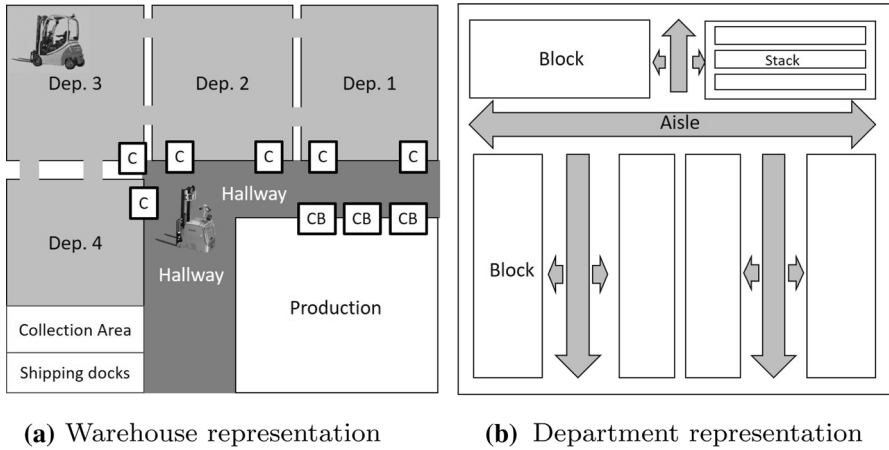 Dep. 3
Dep. 2
Dep. 1
C
C
C
C
C
C
Hallway
CB
CB
CB
Dep. 4
Hallway
Production
Collection Area
Shipping docks
(a) Warehouse representation
Block
Stack
Aisle
Block
(b) Department representation